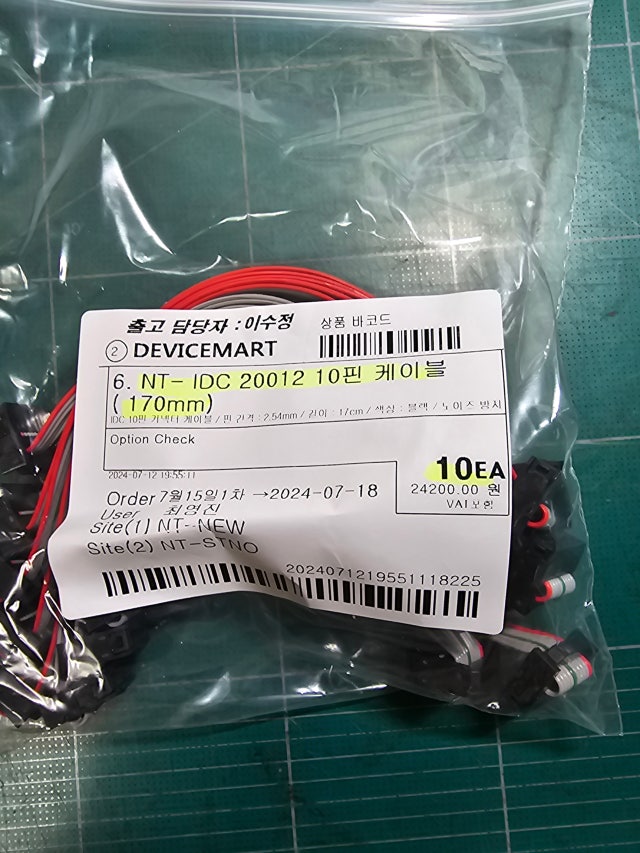 출고 담당자 : 이수정
상품 바코드
② DEVICEMART
6. NT- IDC 20012 10핀 케이블
( 170mm)
IDC 10핀 커넥터 케이블 / 핀 간격 : 2.54mm / 길이 : 17cm / 색상 : 블랙 / 노이즈 방지
Option Check
10EA
2024-07-12 19:55:11
24200.00 원
VAT포함
Order 7월15일1차 →2024-07-18
User 최영진
Site(1) NT--NEW
Site(2) NT-STNO
2024071219551118225